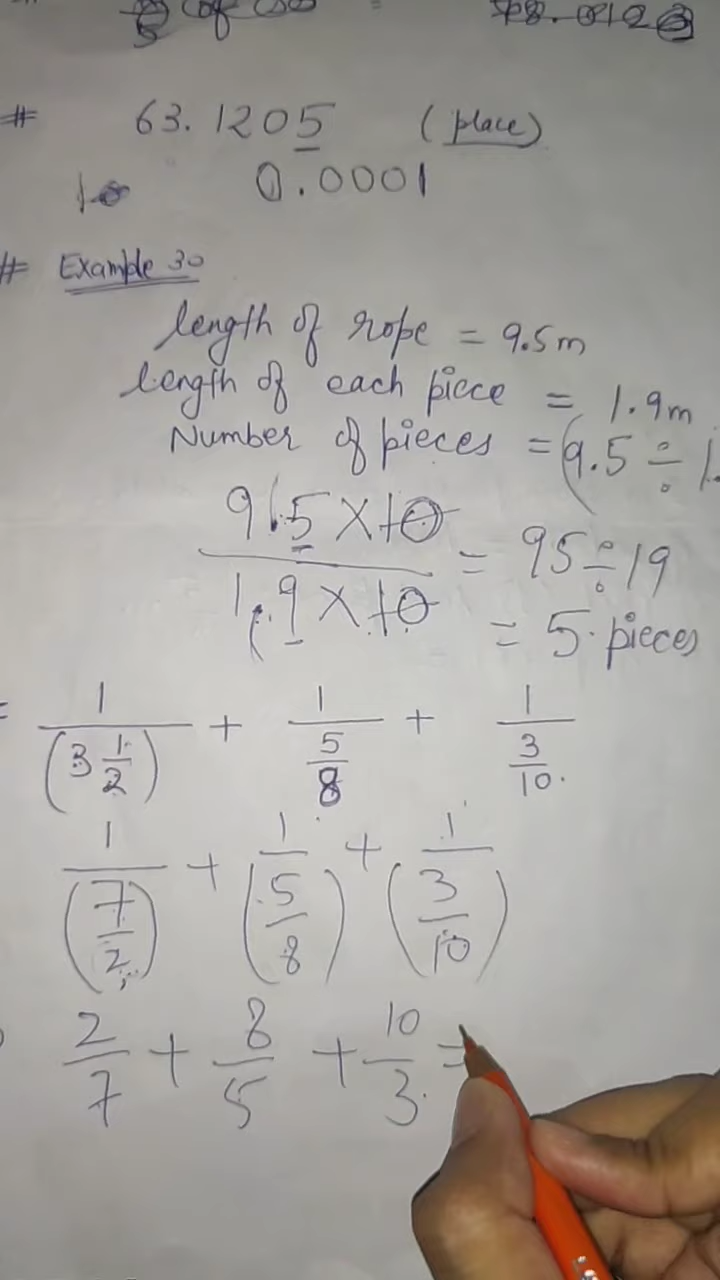 # 63.1205 (place)
0.0001
# Example 30
length of rope = 9.5m
length of each piece = 1.9m
Number of pieces = (9.5 ÷ 1.
9.5 × 10 / 1.9 × 10 = 95 ÷ 19
= 5 pieces
= 1/(3 1/2) + 1/(5/8) + 1/(3/10)
1/(7/2) + 1/(5/8) + 1/(3/10)
2/7 + 8/5 + 10/3 =